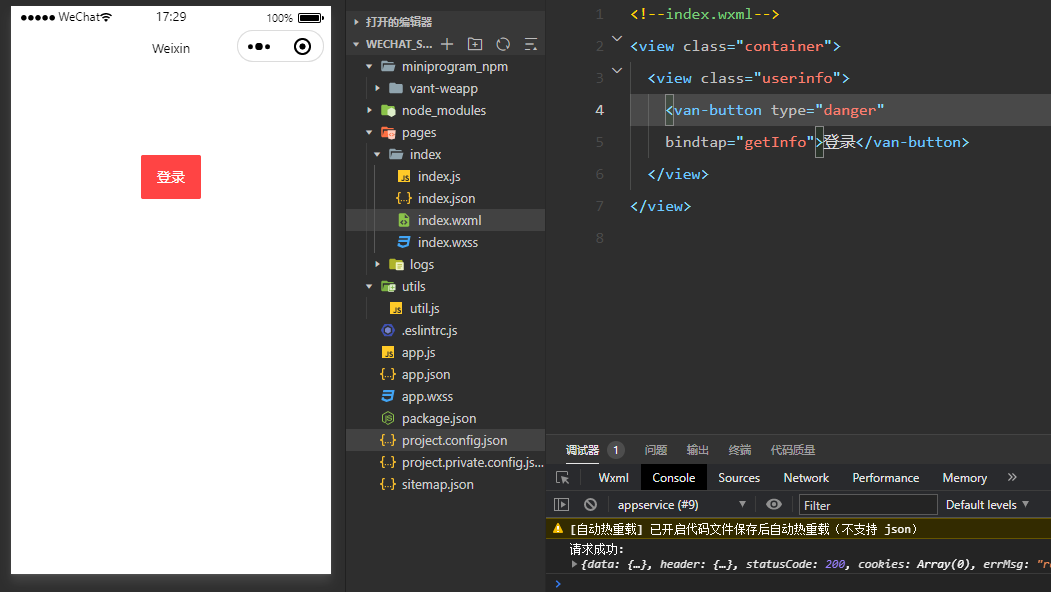 WeChat 17:29 100%
Weixin
登录
打开的编辑器
WECHAT_S...
miniprogram_npm
vant-weapp
node_modules
pages
index
index.js
index.json
index.wxml
index.wxss
logs
utils
util.js
.eslintrc.js
app.js
app.json
app.wxss
package.json
project.config.json
project.private.config.js...
sitemap.json
1 <!--index.wxml-->
2 <view class="container">
3 <view class="userinfo">
4 <van-button type="danger"
5 bindtap="getInfo">登录</van-button>
6 </view>
7 </view>
8
调试器 1 问题 输出 终端 代码质量
Wxml Console Sources Network Performance Memory »
appservice (#9) Filter Default levels
[自动热重载] 已开启代码文件保存后自动热重载（不支持 json）
请求成功:
{data: {…}, header: {…}, statusCode: 200, cookies: Array(0), errMsg: "re